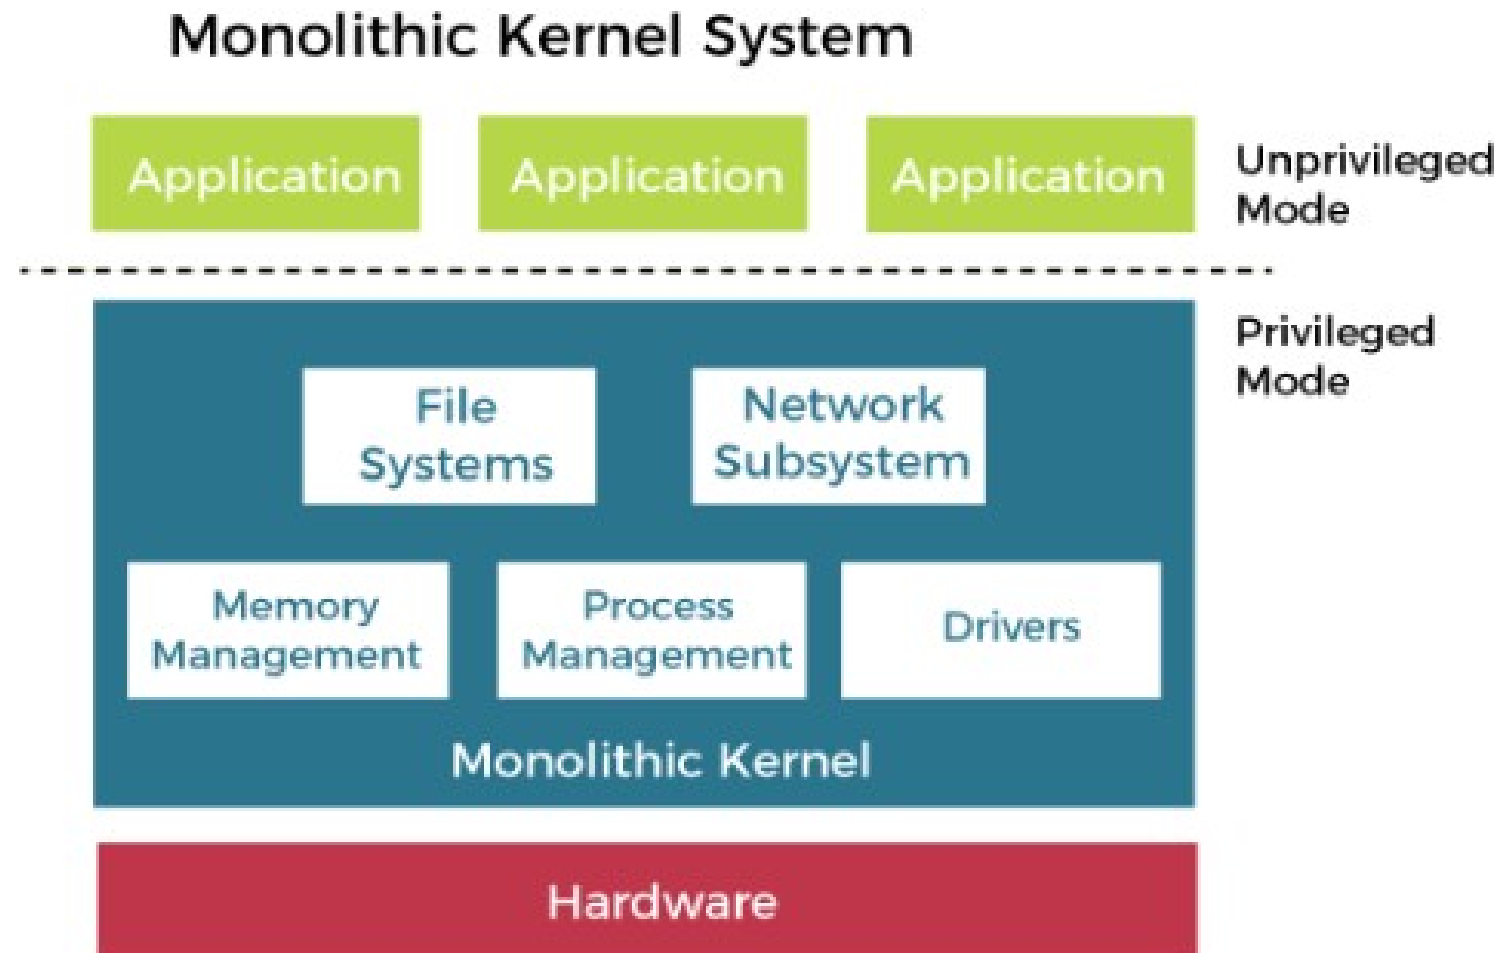 Monolithic Kernel System
Application
Application
Application
Unprivileged
Mode
Privileged
Mode
File
Systems
Network
Subsystem
Memory
Management
Process
Management
Drivers
Monolithic Kernel
Hardware